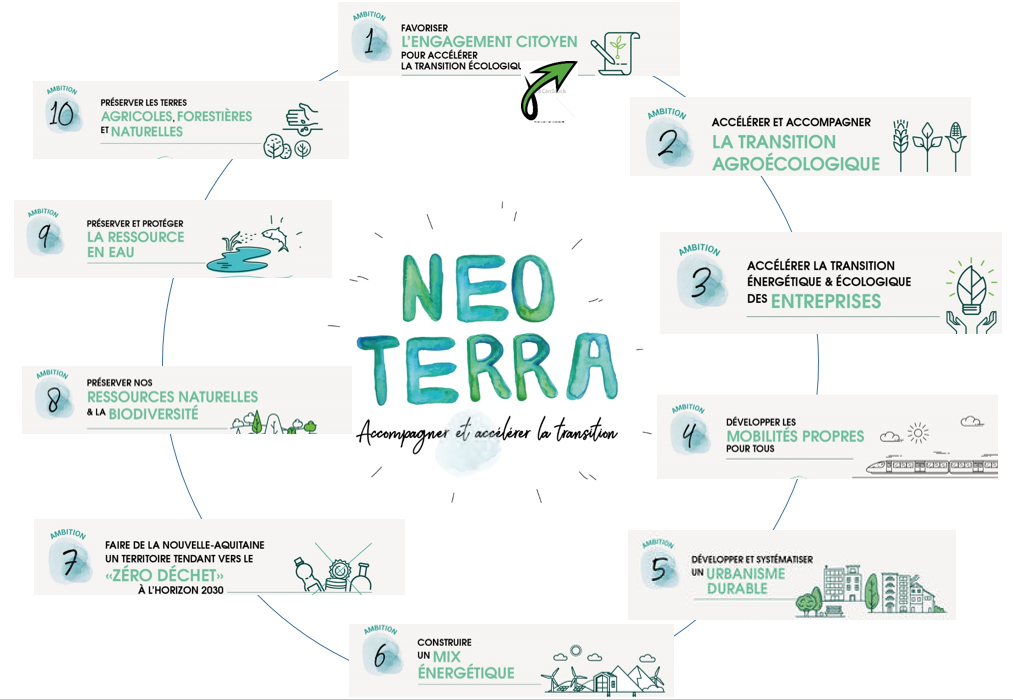 AMBITION
1
FAVORISER
L'ENGAGEMENT CITOYEN
POUR ACCÉLÉRER
LA TRANSITION
AMBITION
2
ACCÉLÉRER ET ACCOMPAGNER
LA TRANSITION
AGROÉCOLOGIQUE
AMBITION
3
ACCÉLÉRER LA TRANSITION
ÉNERGÉTIQUE & ÉCOLOGIQUE
DES ENTREPRISES
AMBITION
4
DÉVELOPPER LES
MOBILITÉS PROPRES
POUR TOUS
AMBITION
5
DÉVELOPPER ET SYSTÉMATISER
UN URBANISME
DURABLE
AMBITION
6
CONSTRUIRE
UN MIX
ÉNERGÉTIQUE
AMBITION
7
FAIRE DE LA NOUVELLE-AQUITAINE
UN TERRITOIRE TENDANT VERS LE
«ZÉRO DÉCHET»
À L'HORIZON 2030
AMBITION
8
PRÉSERVER NOS
RESSOURCES NATURELLES
& LA BIODIVERSITÉ
AMBITION
9
PRÉSERVER ET PROTÉGER
LA RESSOURCE
EN EAU
AMBITION
10
PRÉSERVER LES TERRES
AGRICOLES, FORESTIÈRES
ET NATURELLES
NEO
TERRA
Accompagner et accélérer la transition